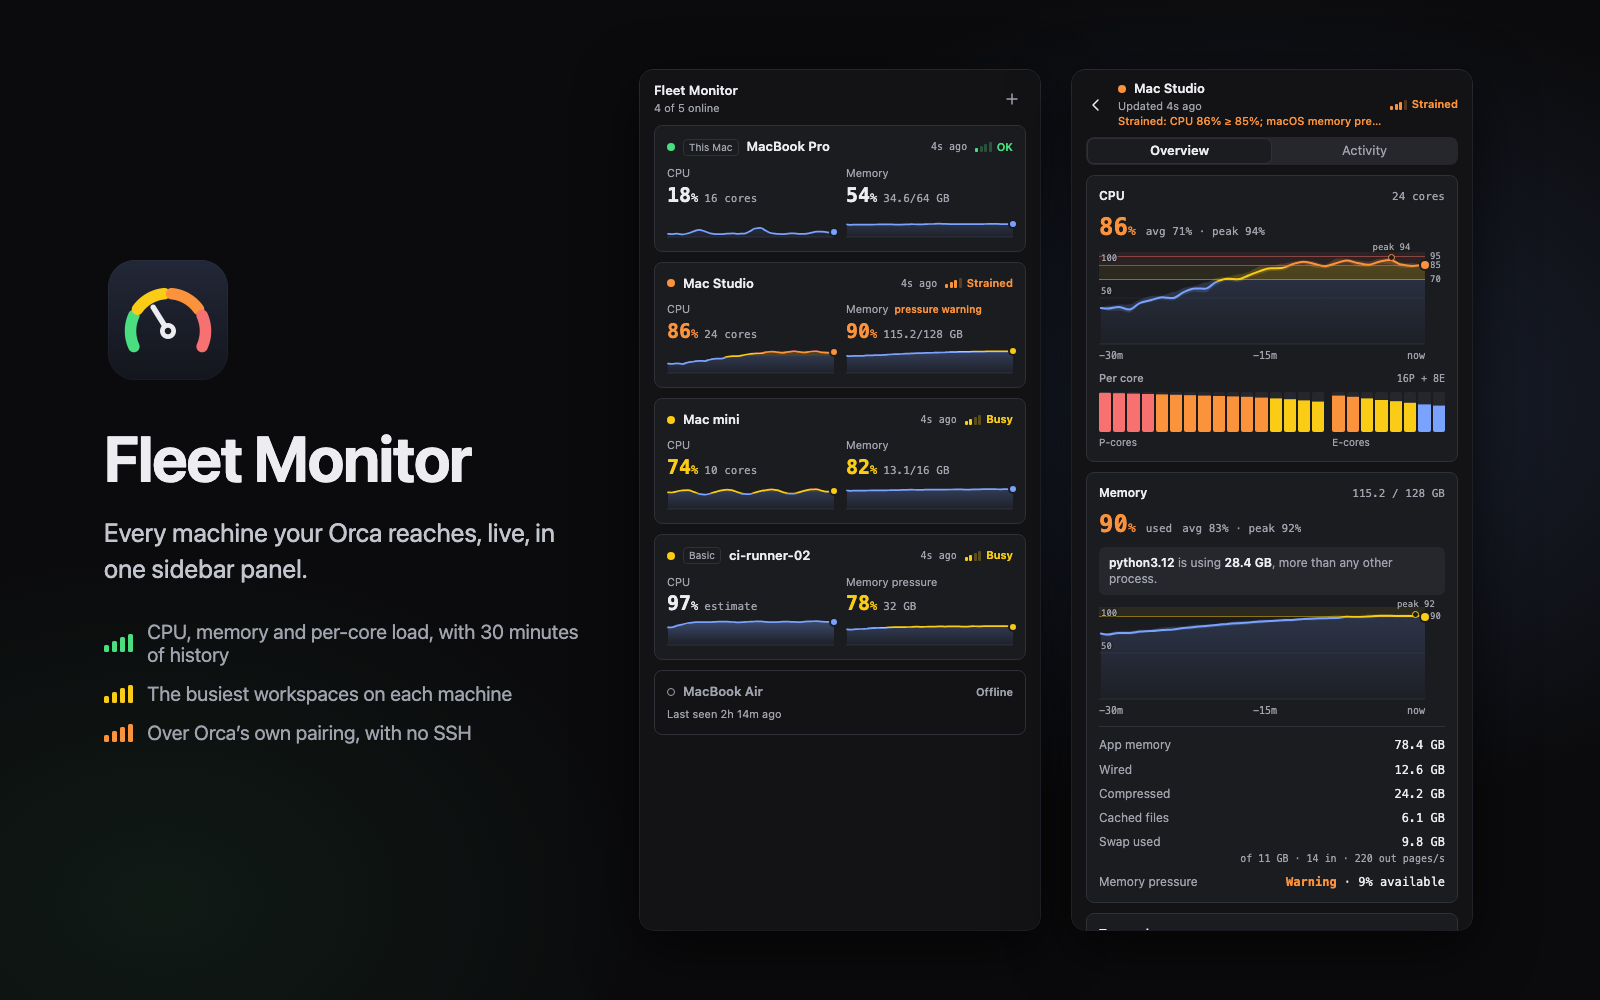 Fleet Monitor
Every machine your Orca reaches, live, in
one sidebar panel.
CPU, memory and per-core load, with 30 minutes
of history
The busiest workspaces on each machine
Over Orca's own pairing, with no SSH
Fleet Monitor
4 of 5 online
This Mac MacBook Pro 4s ago OK
CPU Memory
18% 16 cores 54% 34.6/64 GB
Mac Studio 4s ago Strained
CPU Memory pressure warning
86% 24 cores 90% 115.2/128 GB
Mac mini 4s ago Busy
CPU Memory
74% 10 cores 82% 13.1/16 GB
Basic ci-runner-02 4s ago Busy
CPU Memory pressure
97% estimate 78% 32 GB
MacBook Air Offline
Last seen 2h 14m ago
Mac Studio
Updated 4s ago Strained
Strained: CPU 86% ≥ 85%; macOS memory pre...
Overview Activity
CPU 24 cores
86% avg 71% · peak 94%
peak 94
100 95
85
70
50
−30m −15m now
Per core 16P + 8E
P-cores E-cores
Memory 115.2 / 128 GB
90% used avg 83% · peak 92%
python3.12 is using 28.4 GB, more than any other
process.
peak 92
100 90
50
−30m −15m now
App memory 78.4 GB
Wired 12.6 GB
Compressed 24.2 GB
Cached files 6.1 GB
Swap used 9.8 GB
of 11 GB · 14 in · 220 out pages/s
Memory pressure Warning · 9% available